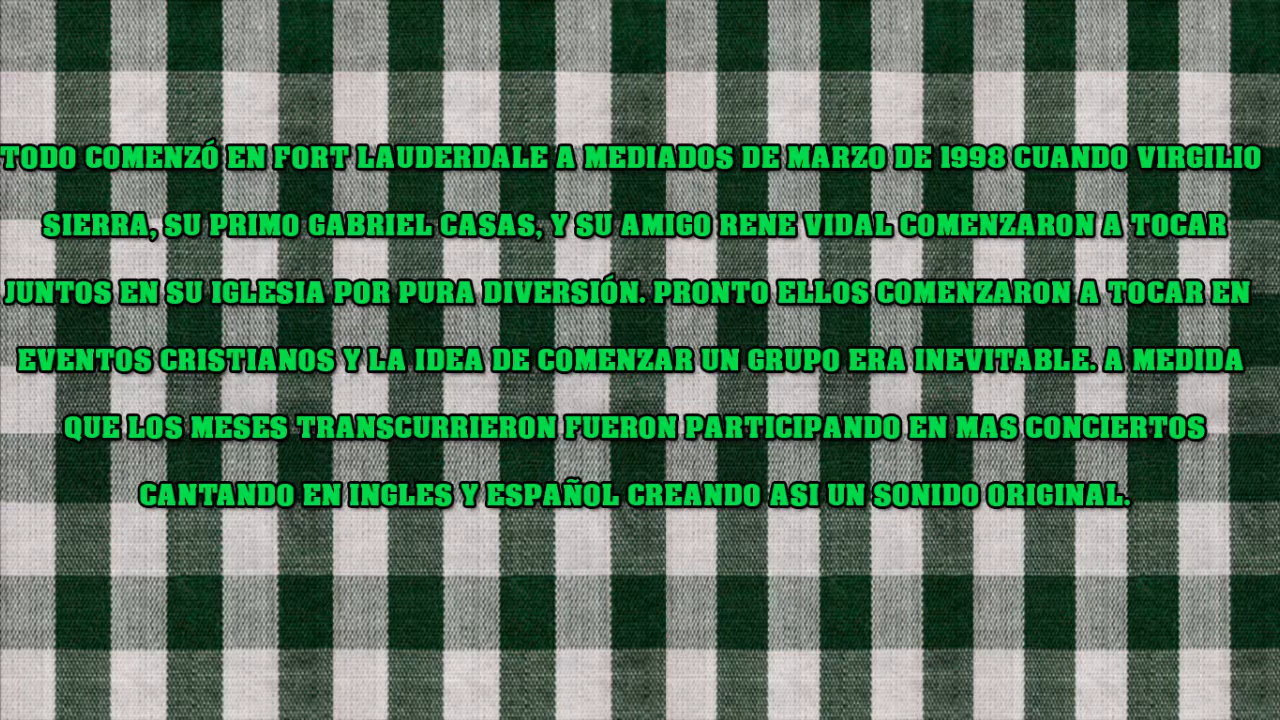 TODO COMENZÓ EN FORT LAUDERDALE A MEDIADOS DE MARZO DE 1998 CUANDO VIRGILIO
SIERRA, SU PRIMO GABRIEL CASAS, Y SU AMIGO RENE VIDAL COMENZARON A TOCAR
JUNTOS EN SU IGLESIA POR PURA DIVERSIÓN. PRONTO ELLOS COMENZARON A TOCAR EN
EVENTOS CRISTIANOS Y LA IDEA DE COMENZAR UN GRUPO ERA INEVITABLE. A MEDIDA
QUE LOS MESES TRANSCURRIERON FUERON PARTICIPANDO EN MAS CONCIERTOS
CANTANDO EN INGLES Y ESPAÑOL CREANDO ASI UN SONIDO ORIGINAL.